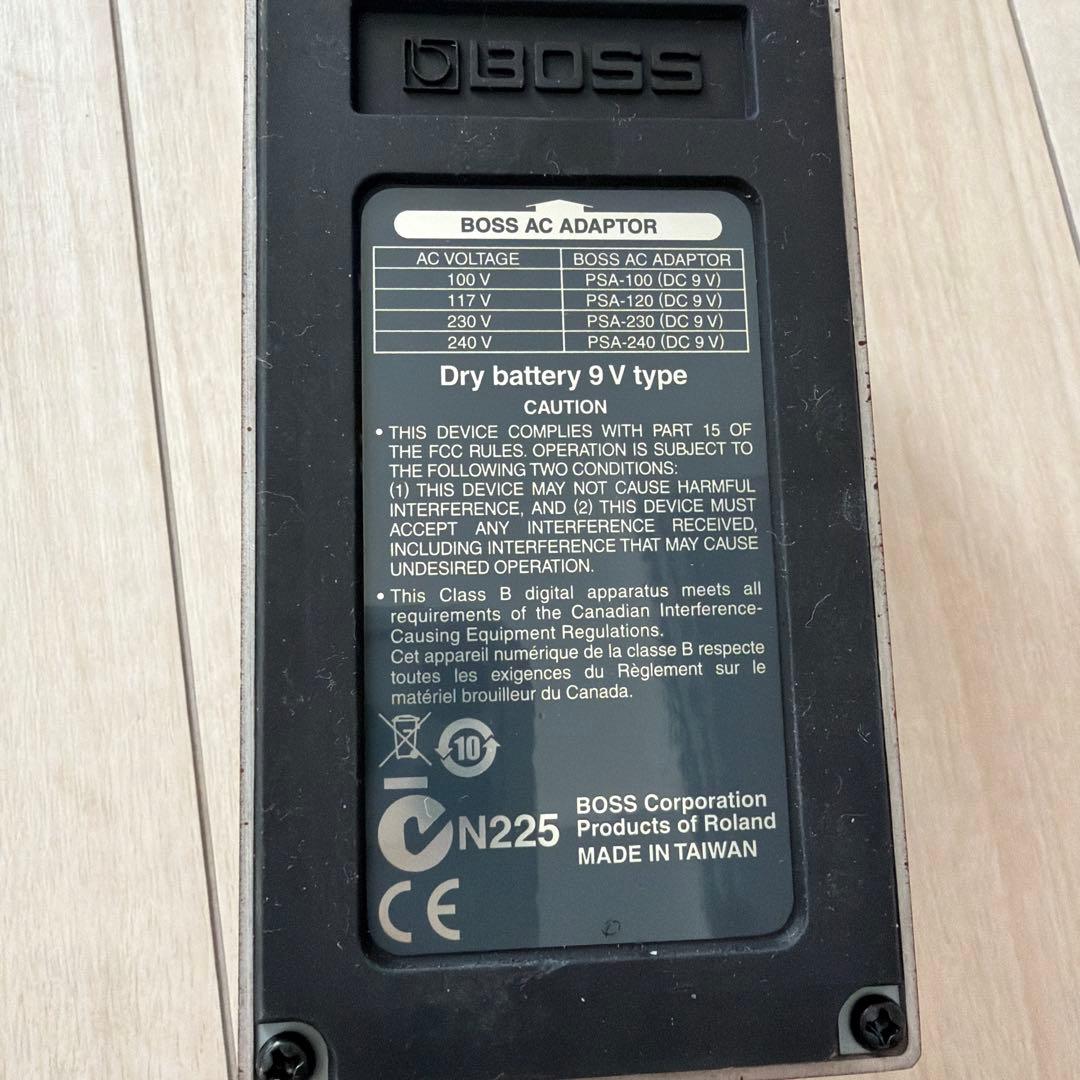 BOSS
BOSS AC ADAPTOR
AC VOLTAGE BOSS AC ADAPTOR
100 V PSA-100 (DC 9 V)
117 V PSA-120 (DC 9 V)
230 V PSA-230 (DC 9 V)
240 V PSA-240 (DC 9 V)
Dry battery 9 V type
CAUTION
• THIS DEVICE COMPLIES WITH PART 15 OF
THE FCC RULES. OPERATION IS SUBJECT TO
THE FOLLOWING TWO CONDITIONS:
(1) THIS DEVICE MAY NOT CAUSE HARMFUL
INTERFERENCE, AND (2) THIS DEVICE MUST
ACCEPT ANY INTERFERENCE RECEIVED,
INCLUDING INTERFERENCE THAT MAY CAUSE
UNDESIRED OPERATION.
• This Class B digital apparatus meets all
requirements of the Canadian Interference-
Causing Equipment Regulations.
Cet appareil numérique de la classe B respecte
toutes les exigences du Règlement sur le
matériel brouilleur du Canada.
10
N225
BOSS Corporation
Products of Roland
MADE IN TAIWAN
CE